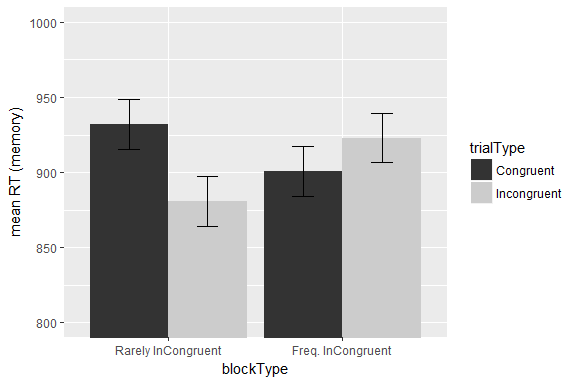 1000
950
900
850
800
mean RT (memory)
Rarely InCongruent
Freq. InCongruent
blockType
trialType
Congruent
Incongruent